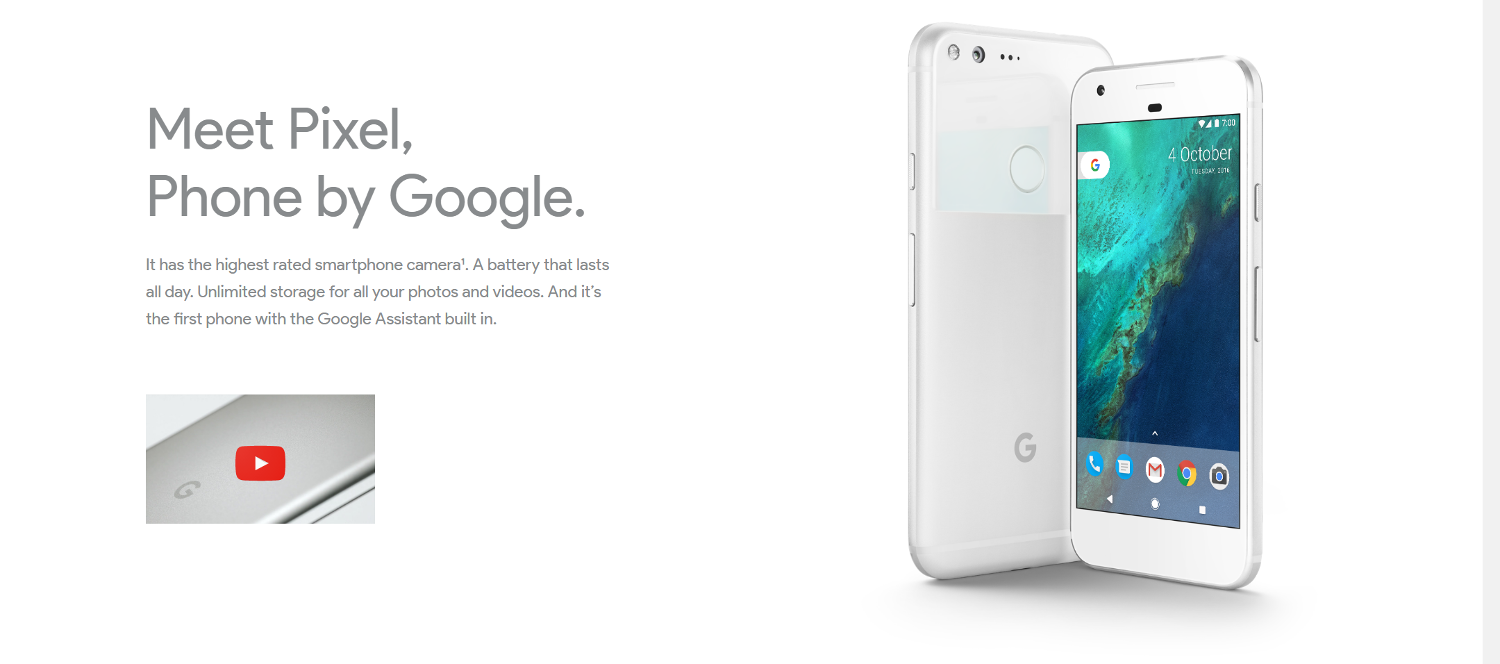 Meet Pixel,
Phone by Google.
It has the highest rated smartphone camera¹. A battery that lasts
all day. Unlimited storage for all your photos and videos. And it’s
the first phone with the Google Assistant built in.
G
7:00
G
4 October
TUESDAY, 2016
G